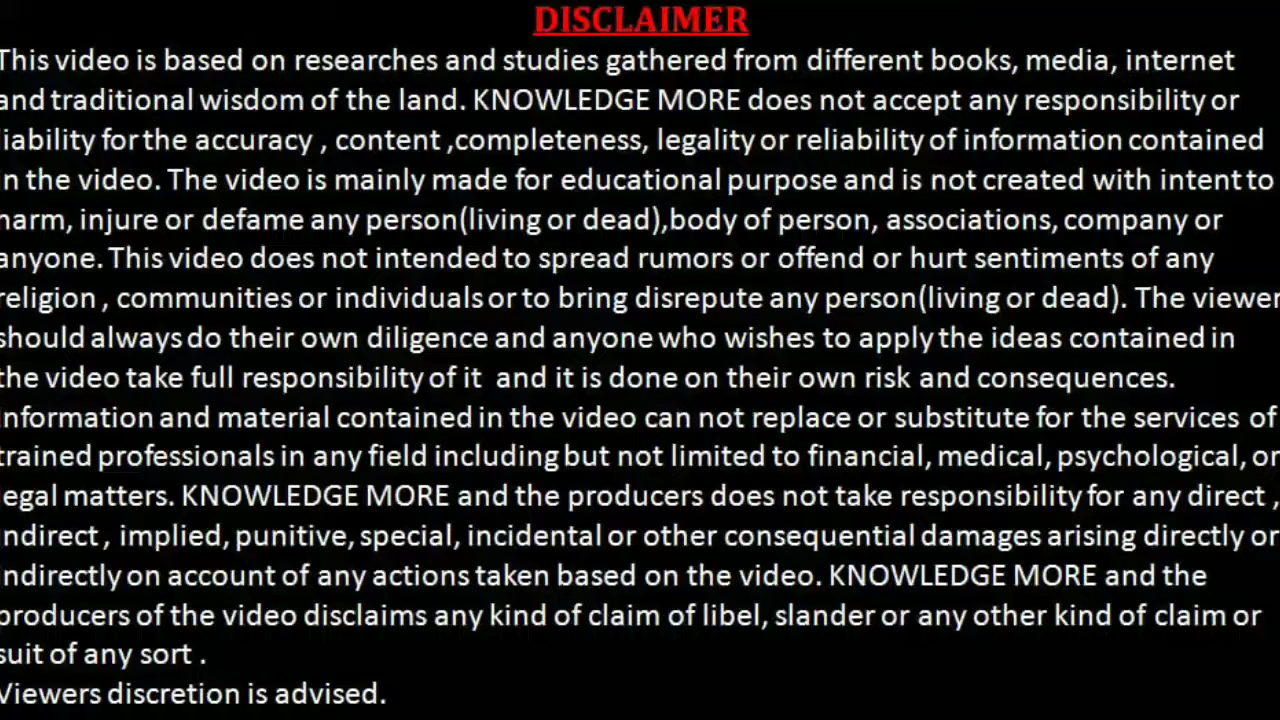 DISCLAIMER
This video is based on researches and studies gathered from different books, media, internet
and traditional wisdom of the land. KNOWLEDGE MORE does not accept any responsibility or
liability for the accuracy , content ,completeness, legality or reliability of information contained
in the video. The video is mainly made for educational purpose and is not created with intent to
harm, injure or defame any person(living or dead),body of person, associations, company or
anyone. This video does not intended to spread rumors or offend or hurt sentiments of any
religion , communities or individuals or to bring disrepute any person(living or dead). The viewer
should always do their own diligence and anyone who wishes to apply the ideas contained in
the video take full responsibility of it and it is done on their own risk and consequences.
Information and material contained in the video can not replace or substitute for the services of
trained professionals in any field including but not limited to financial, medical, psychological, or
legal matters. KNOWLEDGE MORE and the producers does not take responsibility for any direct ,
indirect , implied, punitive, special, incidental or other consequential damages arising directly or
indirectly on account of any actions taken based on the video. KNOWLEDGE MORE and the
producers of the video disclaims any kind of claim of libel, slander or any other kind of claim or
suit of any sort .
Viewers discretion is advised.